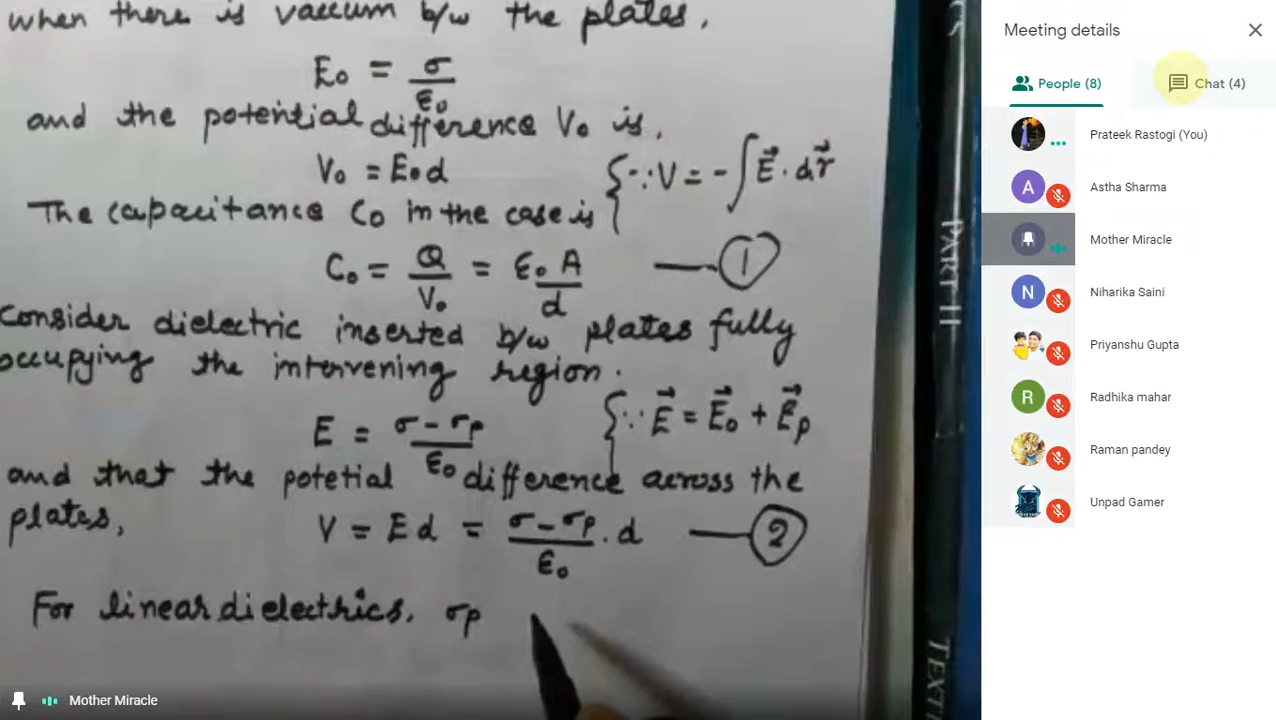 when there is vaccum b/w the plates,
E₀ = σ/ε₀
and the potential difference V₀ is,
V₀ = E₀d {∵ V = -∫E⃗·dr⃗
The capacitance C₀ in the case is
C₀ = Q/V₀ = ε₀A/d — ①
Consider dielectric inserted b/w plates fully
occupying the intervening region.
E = σ-σp/ε₀ {∵ E⃗ = E⃗₀ + E⃗p
and that the potetial difference across the
plates,
V = Ed = σ-σp/ε₀ . d — ②
For linear dielectrics, σp
PART II
TEXT
Mother Miracle
Meeting details
People (8)
Chat (4)
Prateek Rastogi (You)
A
Astha Sharma
Mother Miracle
N
Niharika Saini
Priyanshu Gupta
R
Radhika mahar
Raman pandey
Unpad Gamer